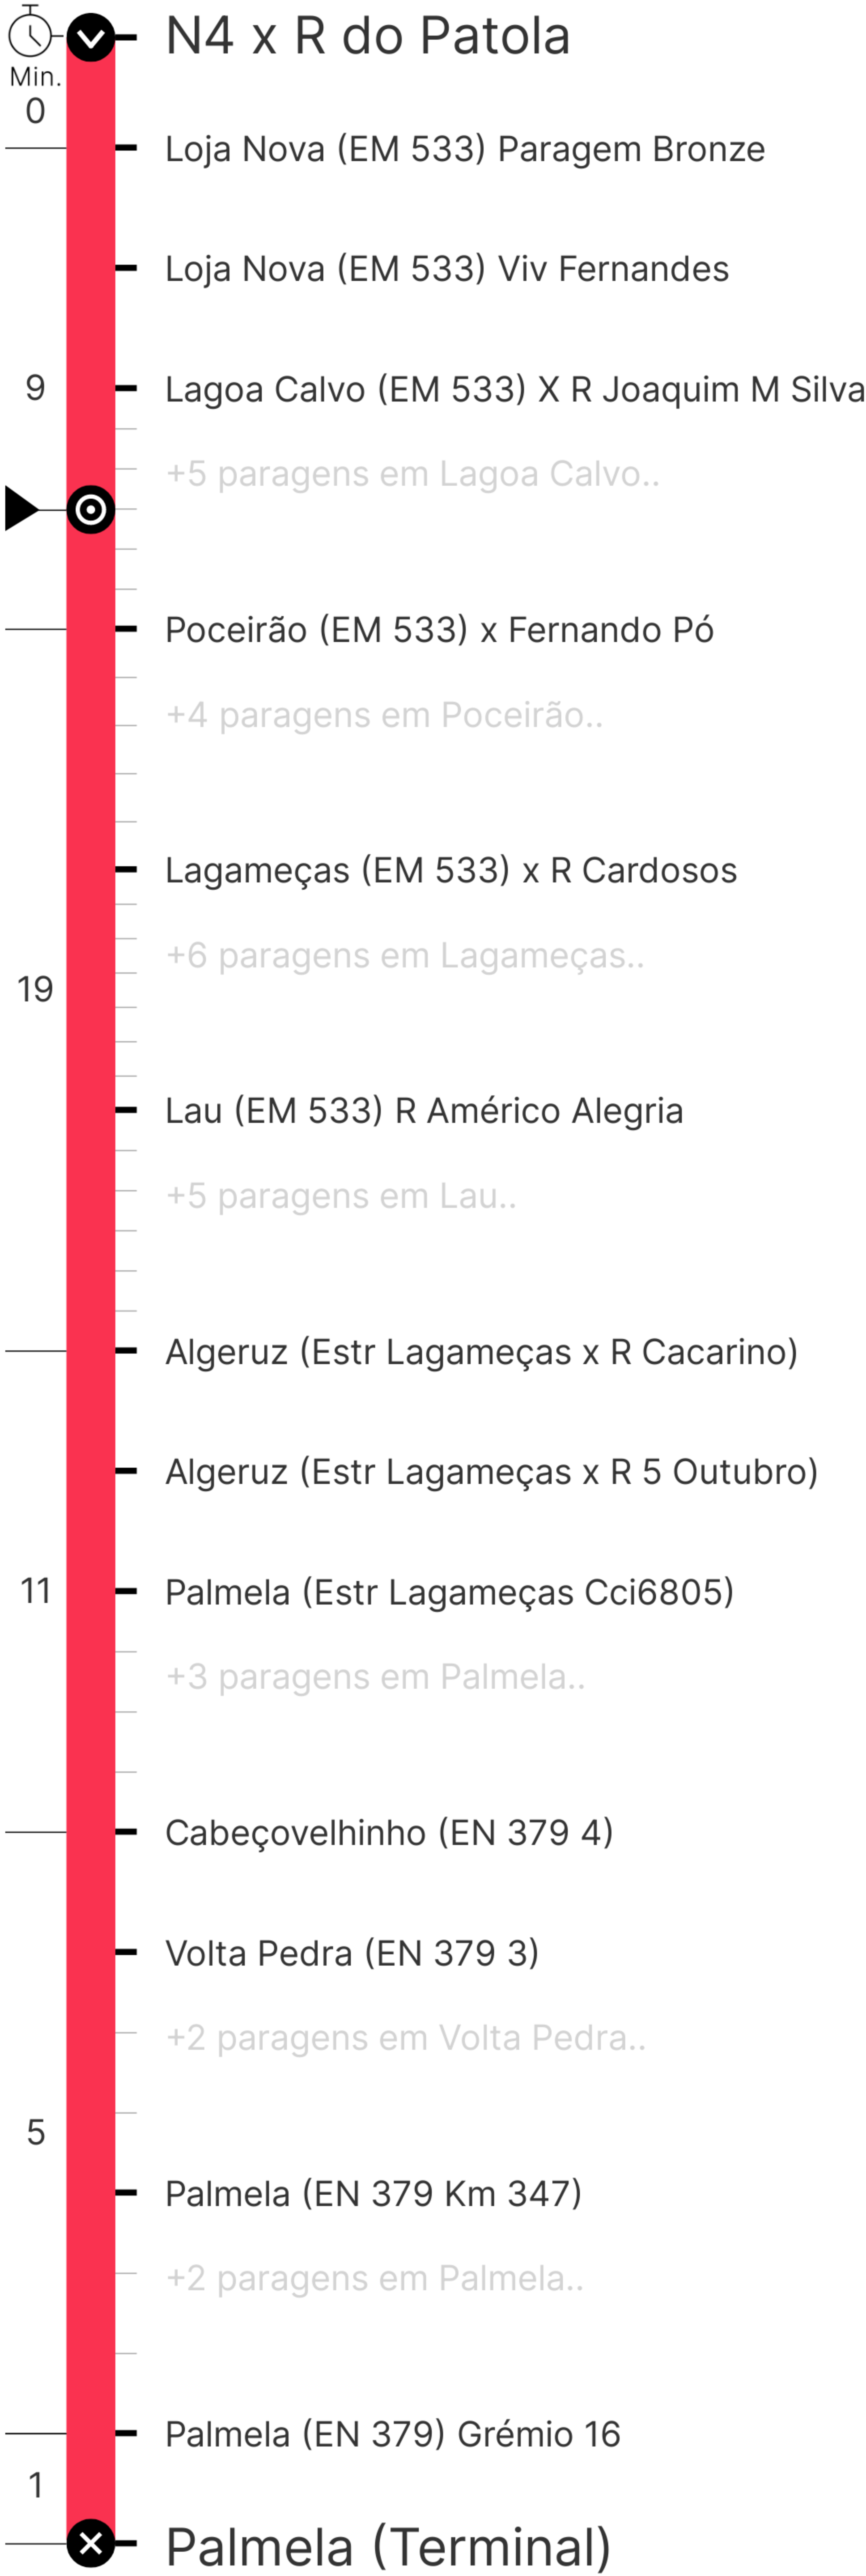 N4 x R do Patola
Min.
0
Loja Nova (EM 533) Paragem Bronze
Loja Nova (EM 533) Viv Fernandes
9
Lagoa Calvo (EM 533) X R Joaquim M Silva
+5 paragens em Lagoa Calvo..
Poceirão (EM 533) x Fernando Pó
+4 paragens em Poceirão..
Lagameças (EM 533) x R Cardosos
+6 paragens em Lagameças..
19
Lau (EM 533) R Américo Alegria
+5 paragens em Lau..
Algeruz (Estr Lagameças x R Cacarino)
Algeruz (Estr Lagameças x R 5 Outubro)
11
Palmela (Estr Lagameças Cci6805)
+3 paragens em Palmela..
Cabeçovelhinho (EN 379 4)
Volta Pedra (EN 379 3)
+2 paragens em Volta Pedra..
5
Palmela (EN 379 Km 347)
+2 paragens em Palmela..
Palmela (EN 379) Grémio 16
1
Palmela (Terminal)